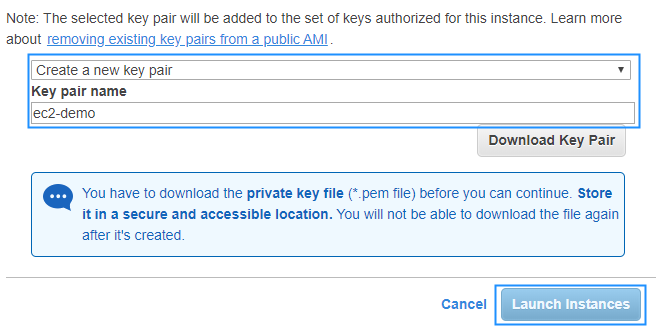 Note: The selected key pair will be added to the set of keys authorized for this instance. Learn more
about removing existing key pairs from a public AMI .
Create a new key pair
Key pair name
ec2-demo
Download Key Pair
You have to download the private key file (*.pem file) before you can continue. Store
it in a secure and accessible location. You will not be able to download the file again
after it's created.
Cancel
Launch Instances